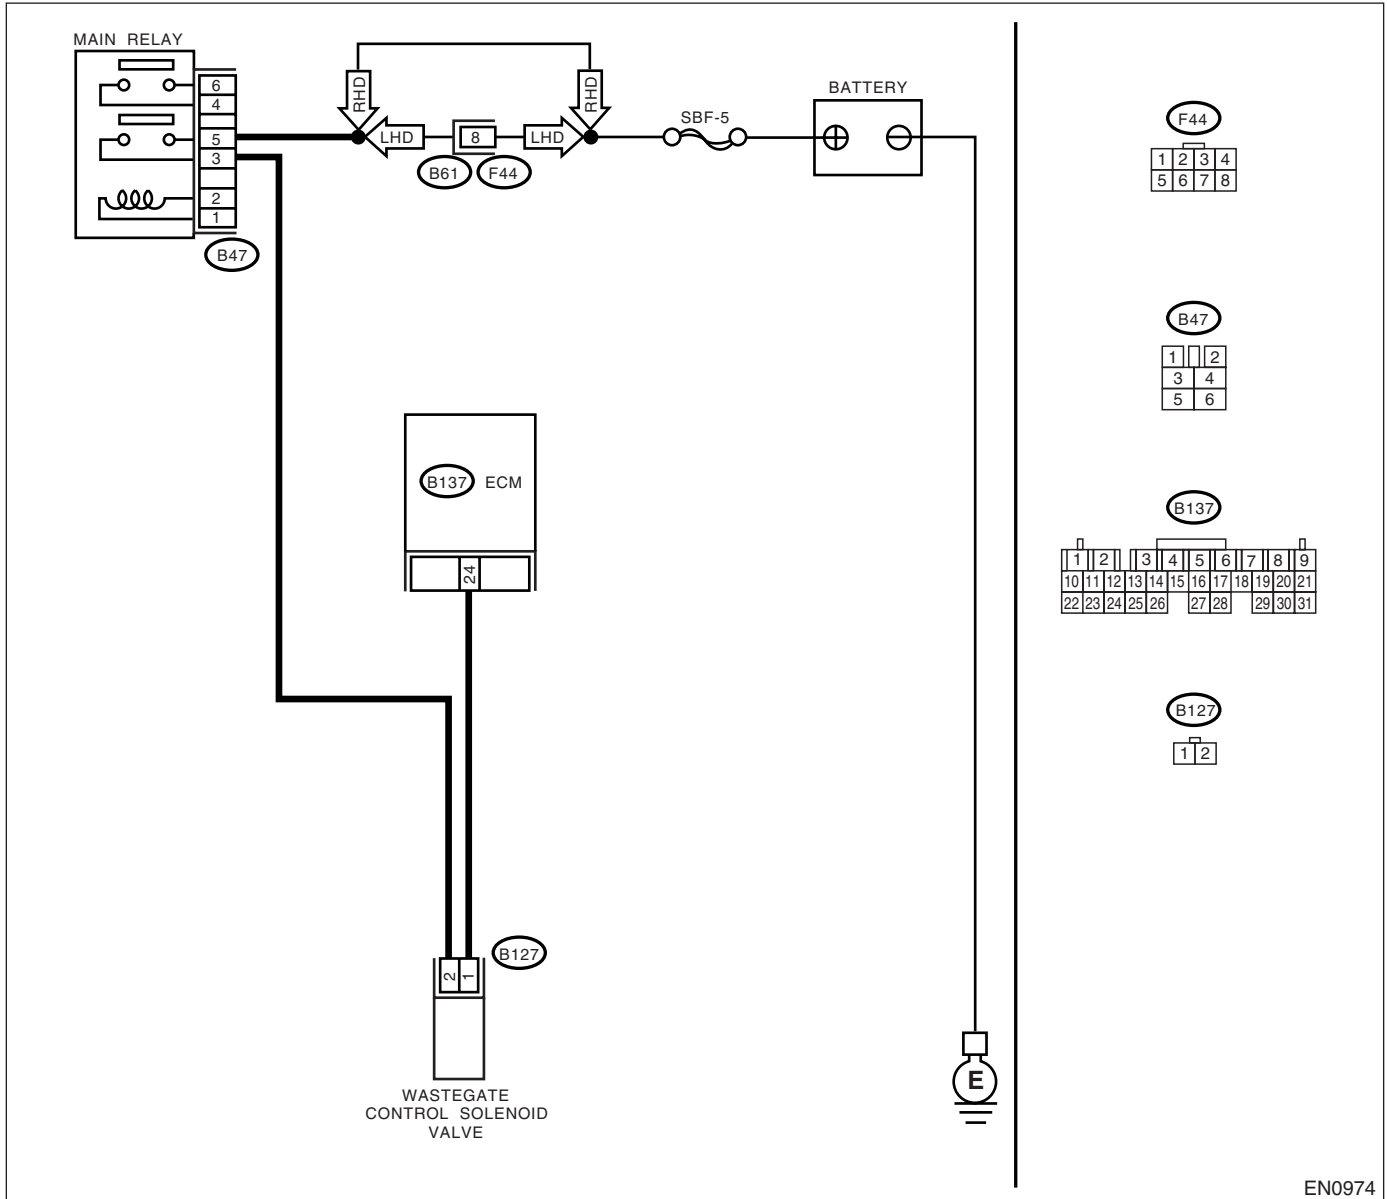 MAIN RELAY
6
4
5
3
2
1
B47
RHD
RHD
LHD
8
LHD
B61
F44
SBF-5
BATTERY
B137 ECM
24
2
1
B127
WASTEGATE
CONTROL SOLENOID
VALVE
E
F44
1 2 3 4
5 6 7 8
B47
1 2
3 4
5 6
B137
1 2 3 4 5 6 7 8 9
10 11 12 13 14 15 16 17 18 19 20 21
22 23 24 25 26 27 28 29 30 31
B127
1 2
EN0974